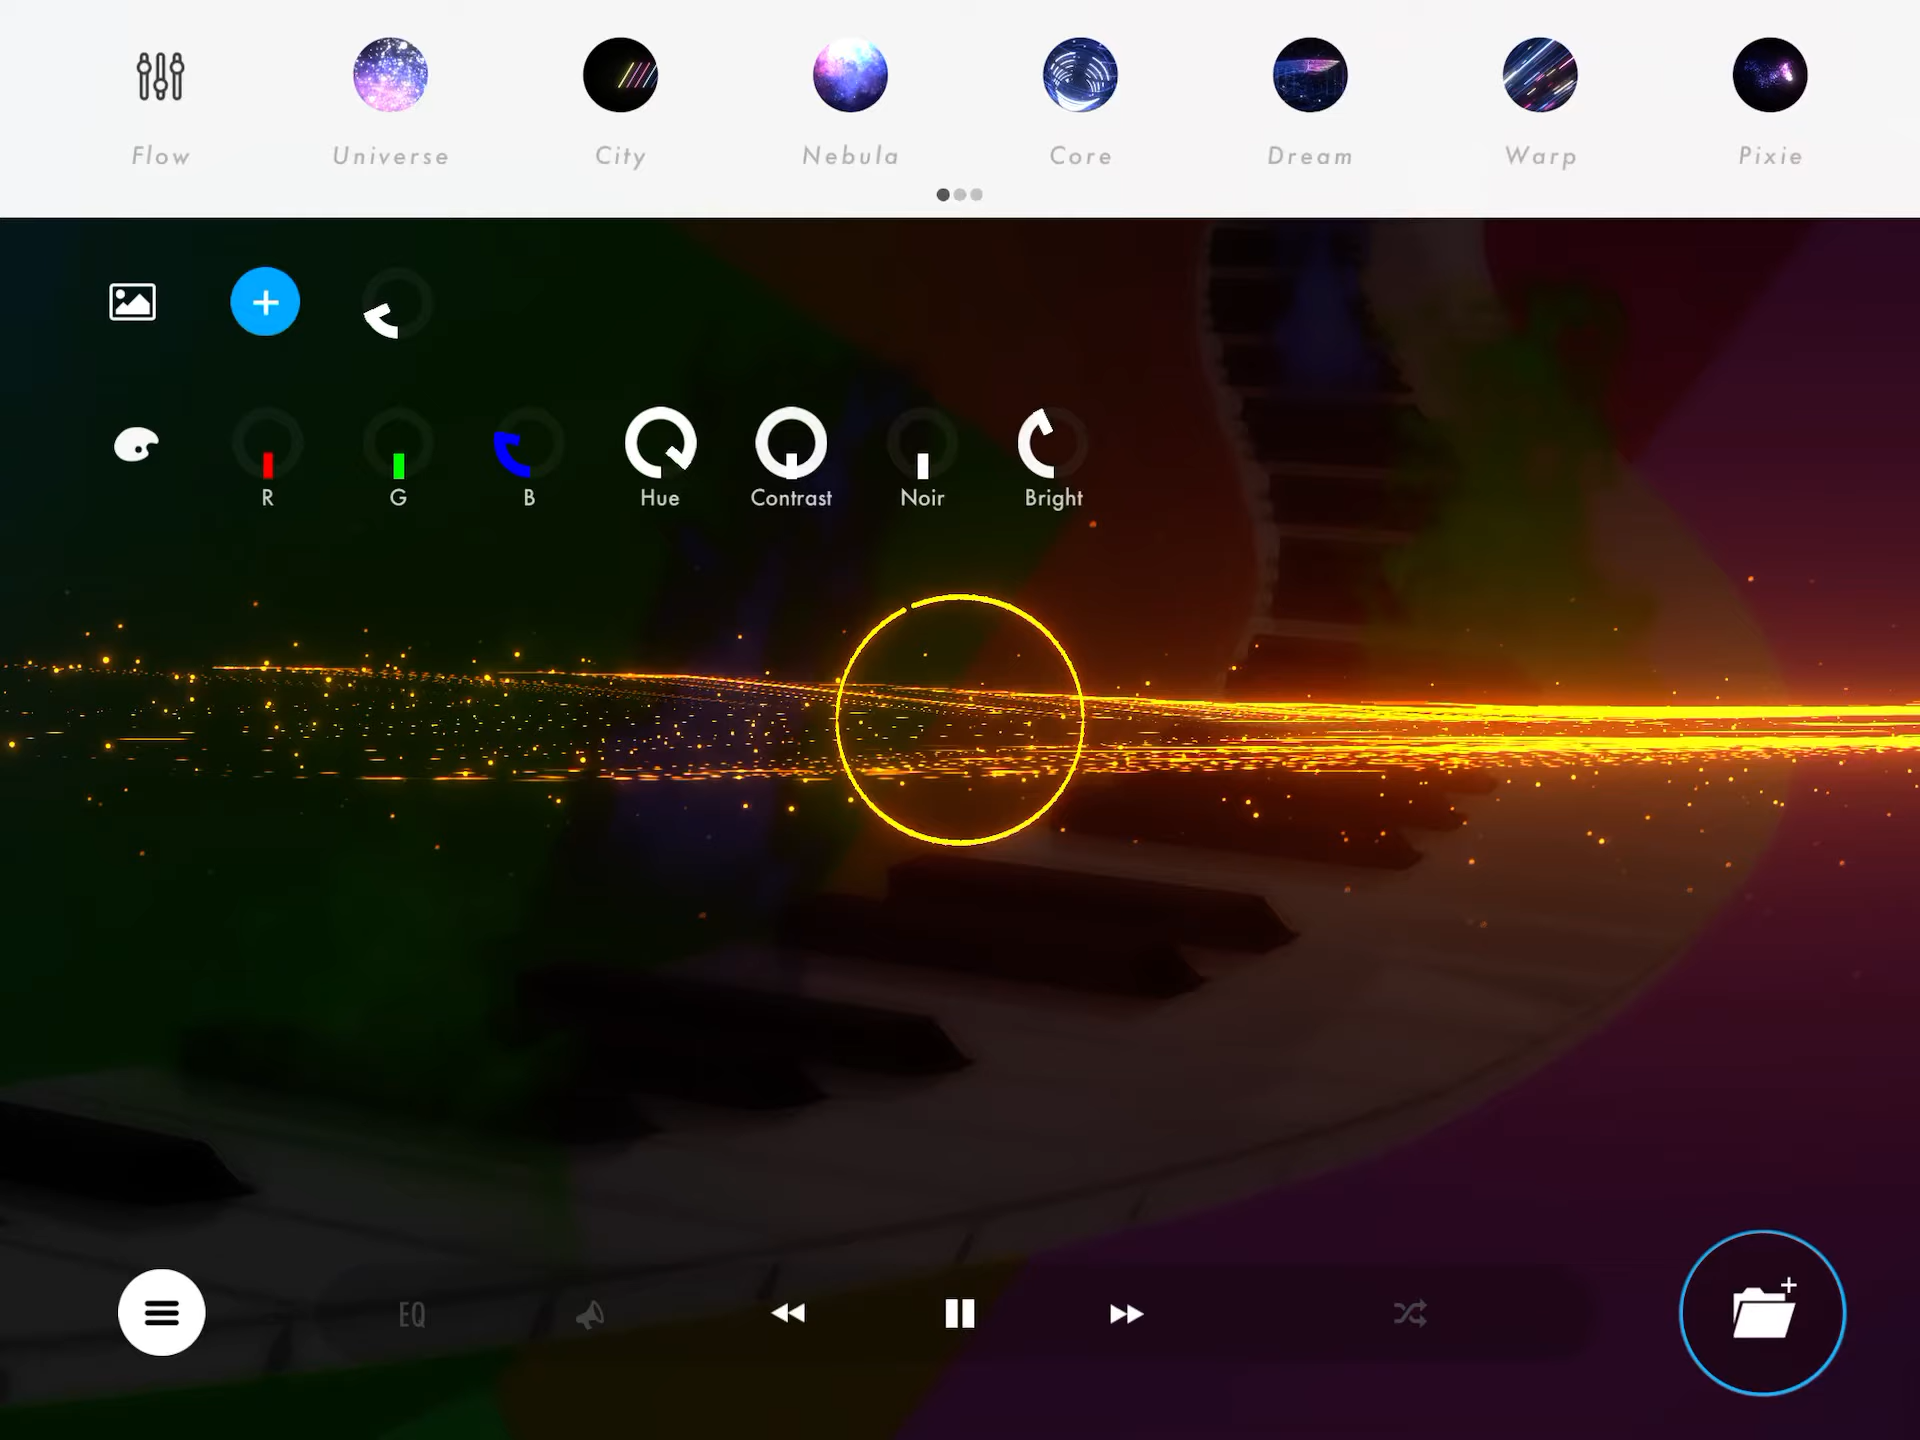 Flow Universe City Nebula Core Dream Warp Pixie
R G B Hue Contrast Noir Bright
EQ